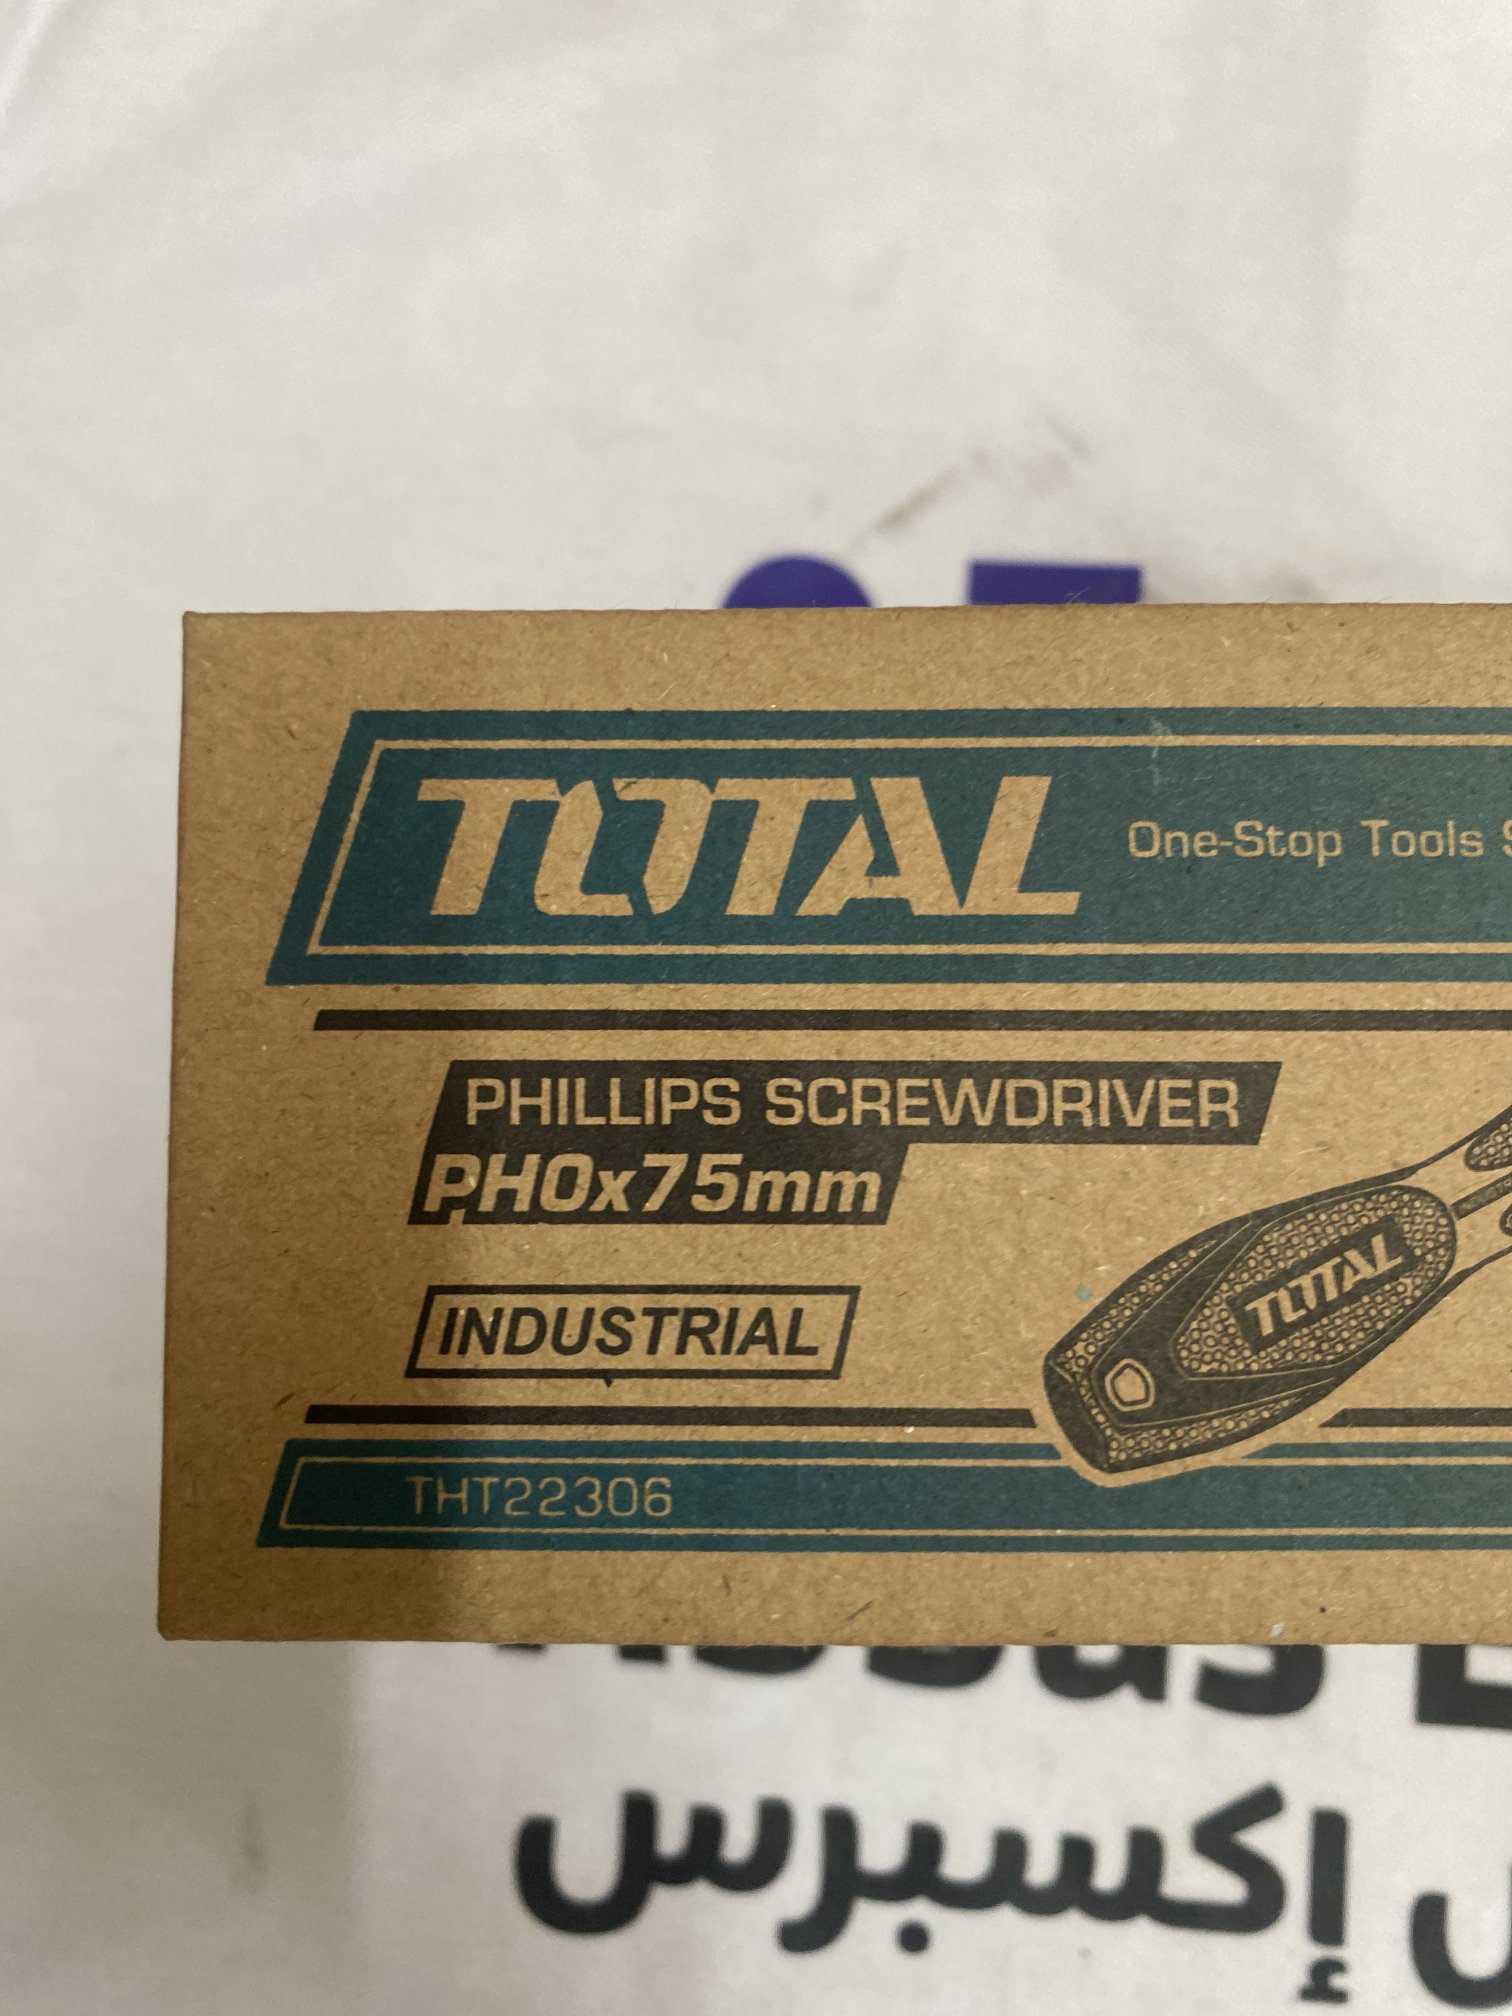 TOTAL
One-Stop Tools
PHILLIPS SCREWDRIVER
PH0x75mm
TOTAL
INDUSTRIAL
THT22306
إكسبرس